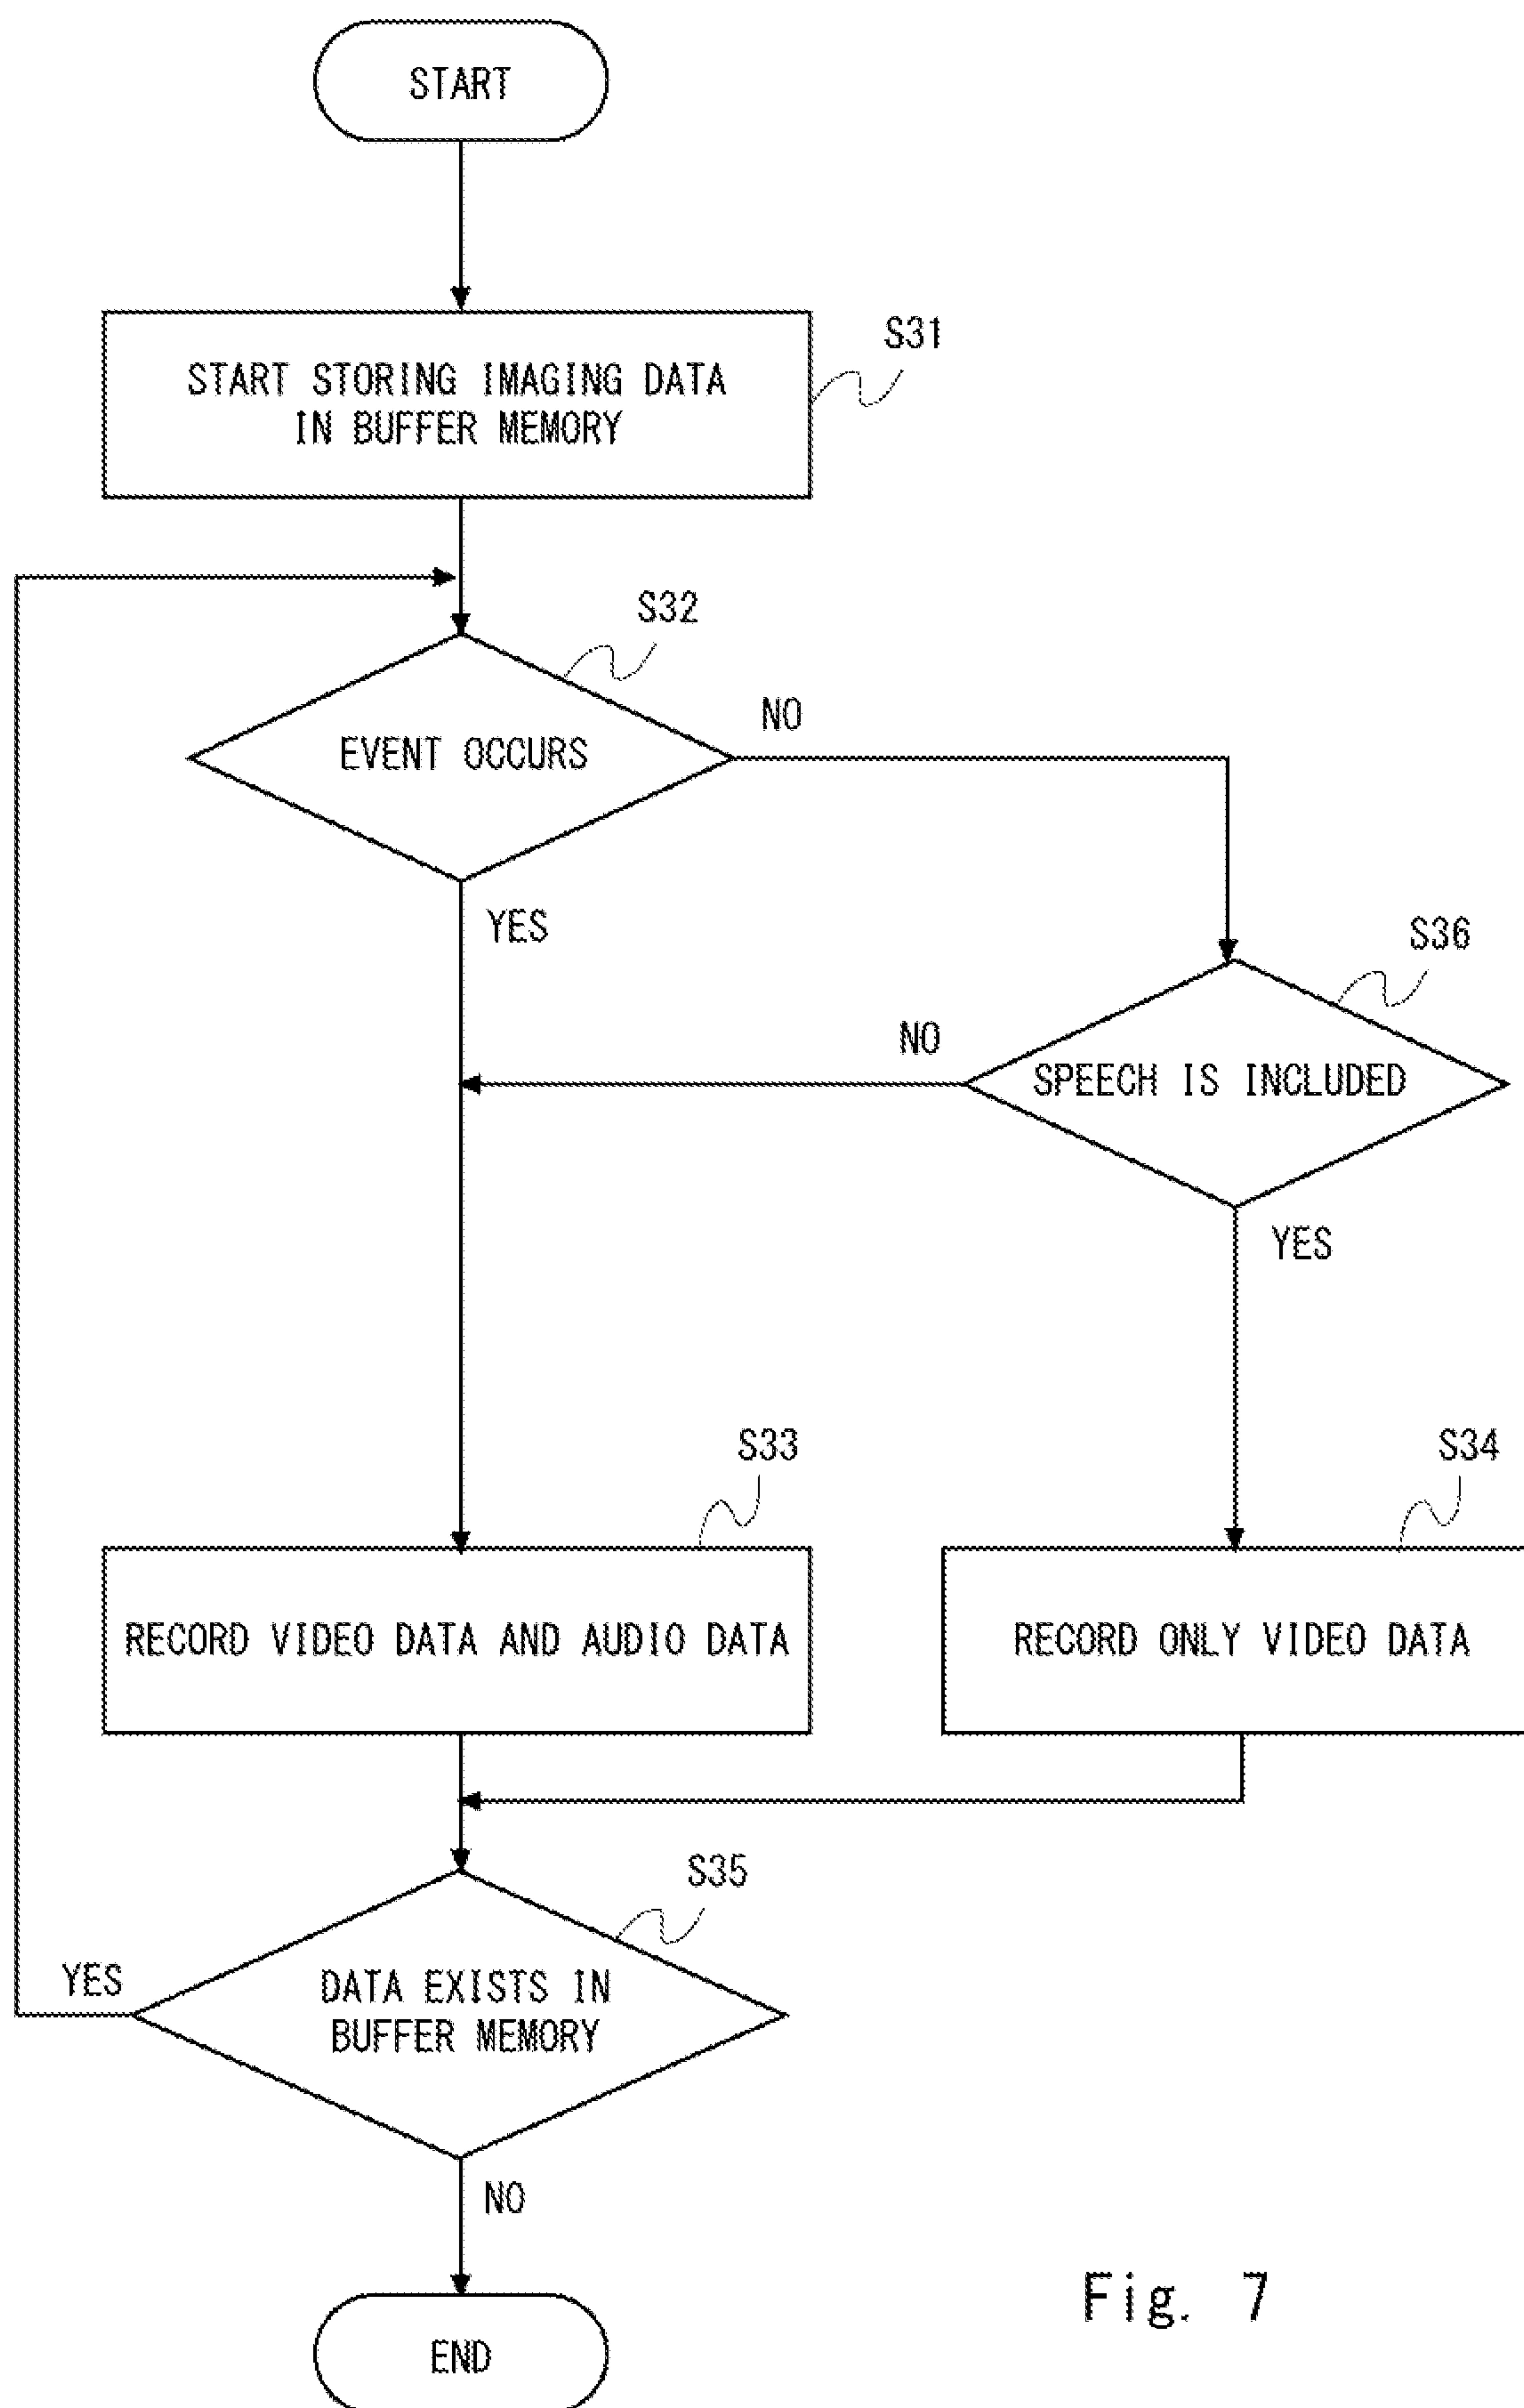 START
START STORING IMAGING DATA
IN BUFFER MEMORY
S31
S32
EVENT OCCURS
NO
YES
S36
SPEECH IS INCLUDED
NO
YES
S33
RECORD VIDEO DATA AND AUDIO DATA
S34
RECORD ONLY VIDEO DATA
S35
DATA EXISTS IN
BUFFER MEMORY
YES
NO
END
Fig. 7